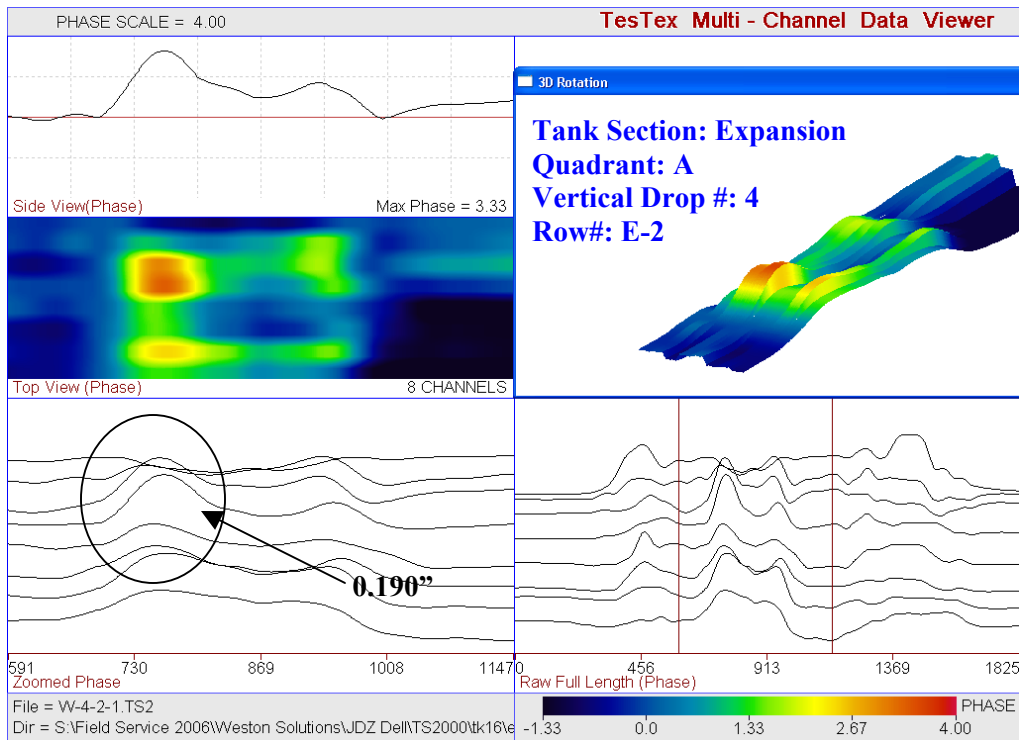 PHASE SCALE = 4.00
TesTex Multi - Channel Data Viewer
Side View(Phase)
Max Phase = 3.33
3D Rotation
Tank Section: Expansion
Quadrant: A
Vertical Drop #: 4
Row#: E-2
Top View (Phase)
8 CHANNELS
0.190”
591 730 869 1008 1147
Zoomed Phase
0 456 913 1369 1825
Raw Full Length (Phase)
File = W-4-2-1.TS2
Dir = S:\Field Service 2006\Weston Solutions\JDZ Dell\TS2000\tk16\e
PHASE
-1.33 0.0 1.33 2.67 4.00